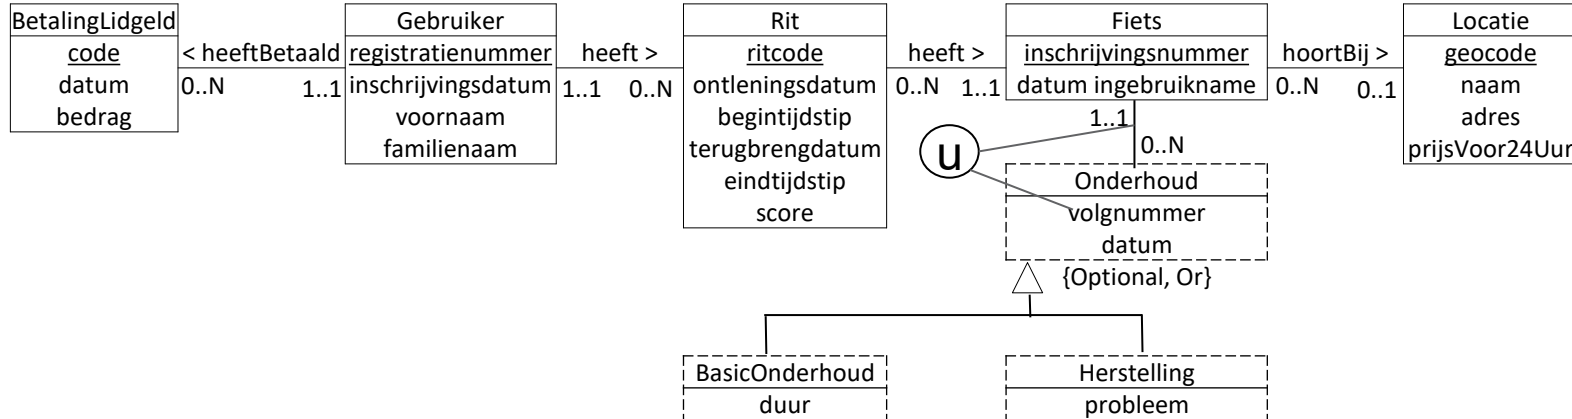 BetalingLidgeld
code
datum
bedrag
< heeftBetaald
0..N
1..1
Gebruiker
registratienummer
inschrijvingsdatum
voornaam
familienaam
heeft >
1..1
0..N
Rit
ritcode
ontleningsdatum
begintijdstip
terugbrengdatum
eindtijdstip
score
heeft >
0..N
1..1
Fiets
inschrijvingsnummer
datum ingebruikname
hoortBij >
0..N
0..1
Locatie
geocode
naam
adres
prijsVoor24Uur
1..1
0..N
u
Onderhoud
volgnummer
datum
{Optional, Or}
BasicOnderhoud
duur
Herstelling
probleem